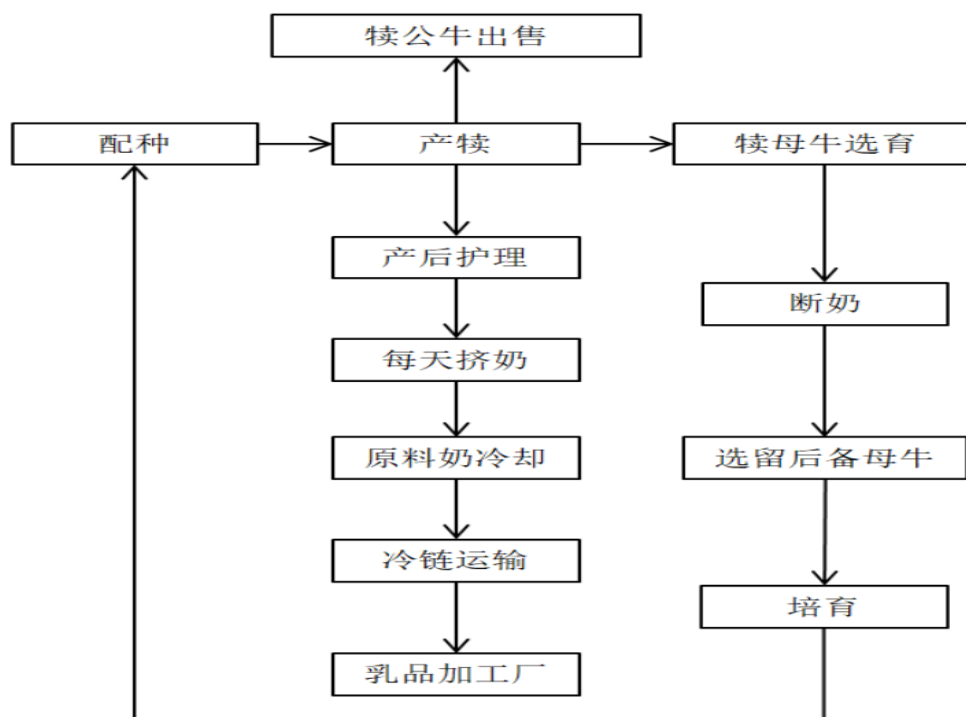 犊公牛出售
配种
产犊
犊母牛选育
产后护理
断奶
每天挤奶
原料奶冷却
选留后备母牛
冷链运输
培育
乳品加工厂